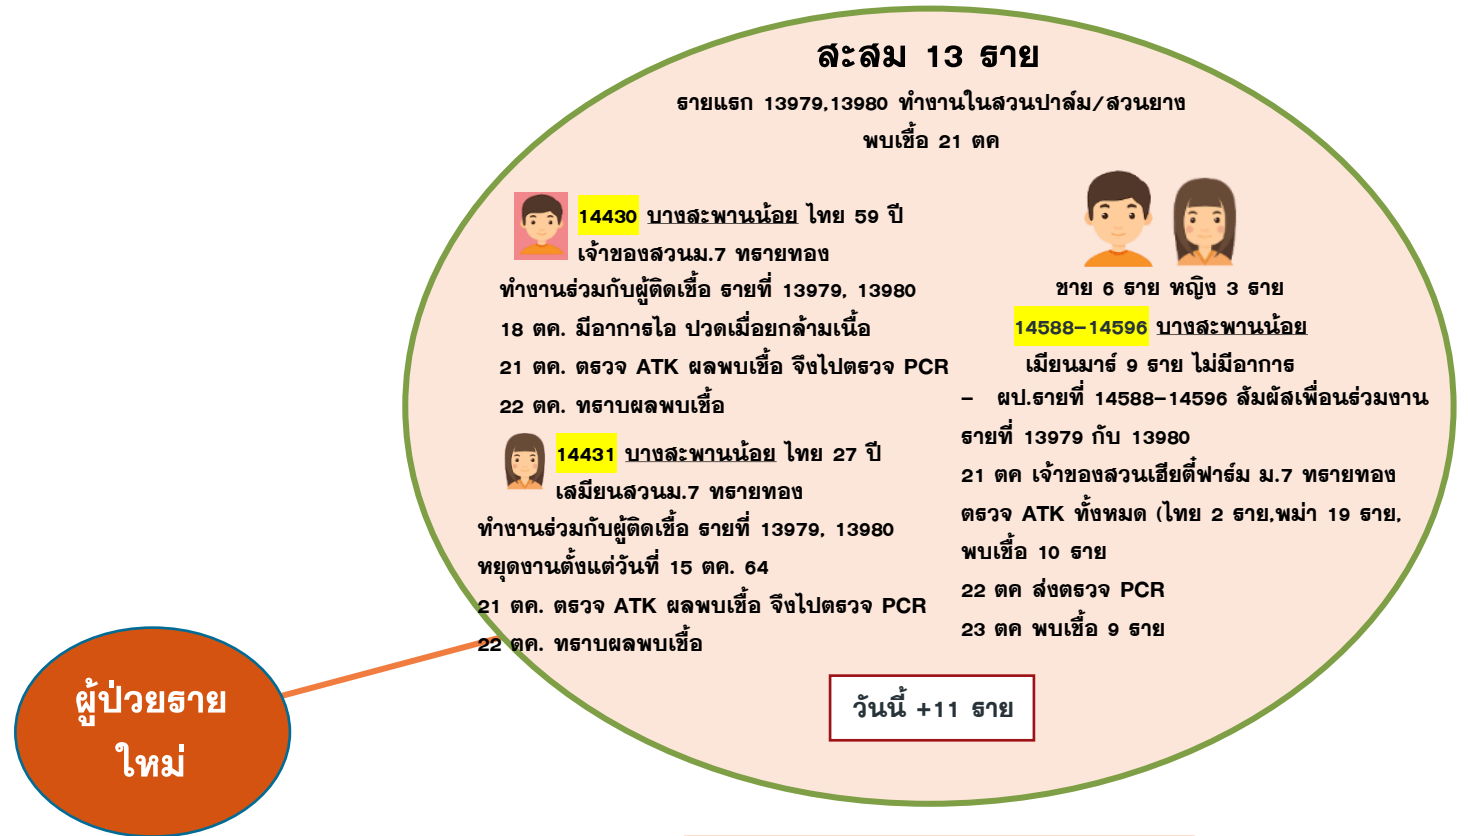 สะสม 13 ราย
รายแรก 13979,13980 ทำงานในสวนปาล์ม/สวนยาง
พบเชื้อ 21 ตค
14430 บางสะพานน้อย ไทย 59 ปี
เจ้าของสวนม.7 ทรายทอง
ทำงานร่วมกับผู้ติดเชื้อ รายที่ 13979, 13980
18 ตค. มีอาการไอ ปวดเมื่อยกล้ามเนื้อ
21 ตค. ตรวจ ATK ผลพบเชื้อ จึงไปตรวจ PCR
22 ตค. ทราบผลพบเชื้อ
14431 บางสะพานน้อย ไทย 27 ปี
เสมียนสวนม.7 ทรายทอง
ทำงานร่วมกับผู้ติดเชื้อ รายที่ 13979, 13980
หยุดงานตั้งแต่วันที่ 15 ตค. 64
21 ตค. ตรวจ ATK ผลพบเชื้อ จึงไปตรวจ PCR
22 ตค. ทราบผลพบเชื้อ
ชาย 6 ราย หญิง 3 ราย
14588-14596 บางสะพานน้อย
เมียนมาร์ 9 ราย ไม่มีอาการ
- ผป.รายที่ 14588-14596 สัมผัสเพื่อนร่วมงาน
รายที่ 13979 กับ 13980
21 ตค เจ้าของสวนเฮียตี๋ฟาร์ม ม.7 ทรายทอง
ตรวจ ATK ทั้งหมด (ไทย 2 ราย,พม่า 19 ราย,
พบเชื้อ 10 ราย
22 ตค ส่งตรวจ PCR
23 ตค พบเชื้อ 9 ราย
วันนี้ +11 ราย
ผู้ป่วยราย
ใหม่